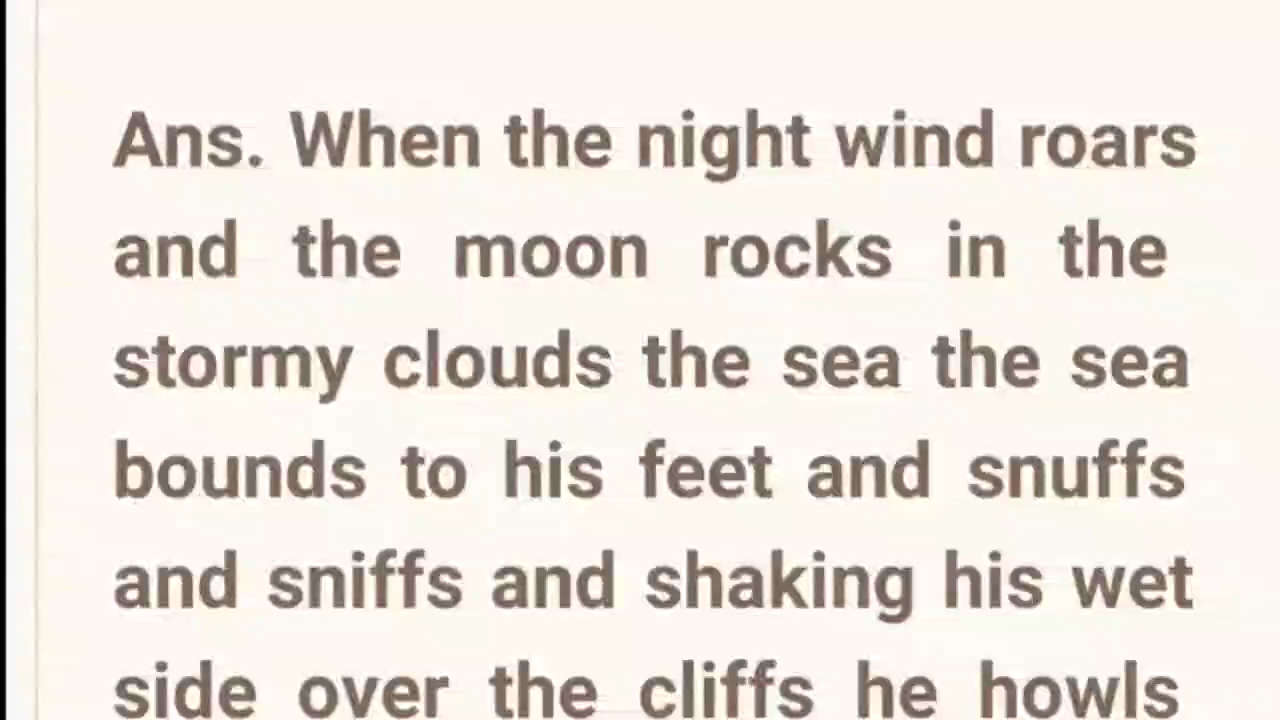 Ans. When the night wind roars
and the moon rocks in the
stormy clouds the sea the sea
bounds to his feet and snuffs
and sniffs and shaking his wet
side over the cliffs he howls